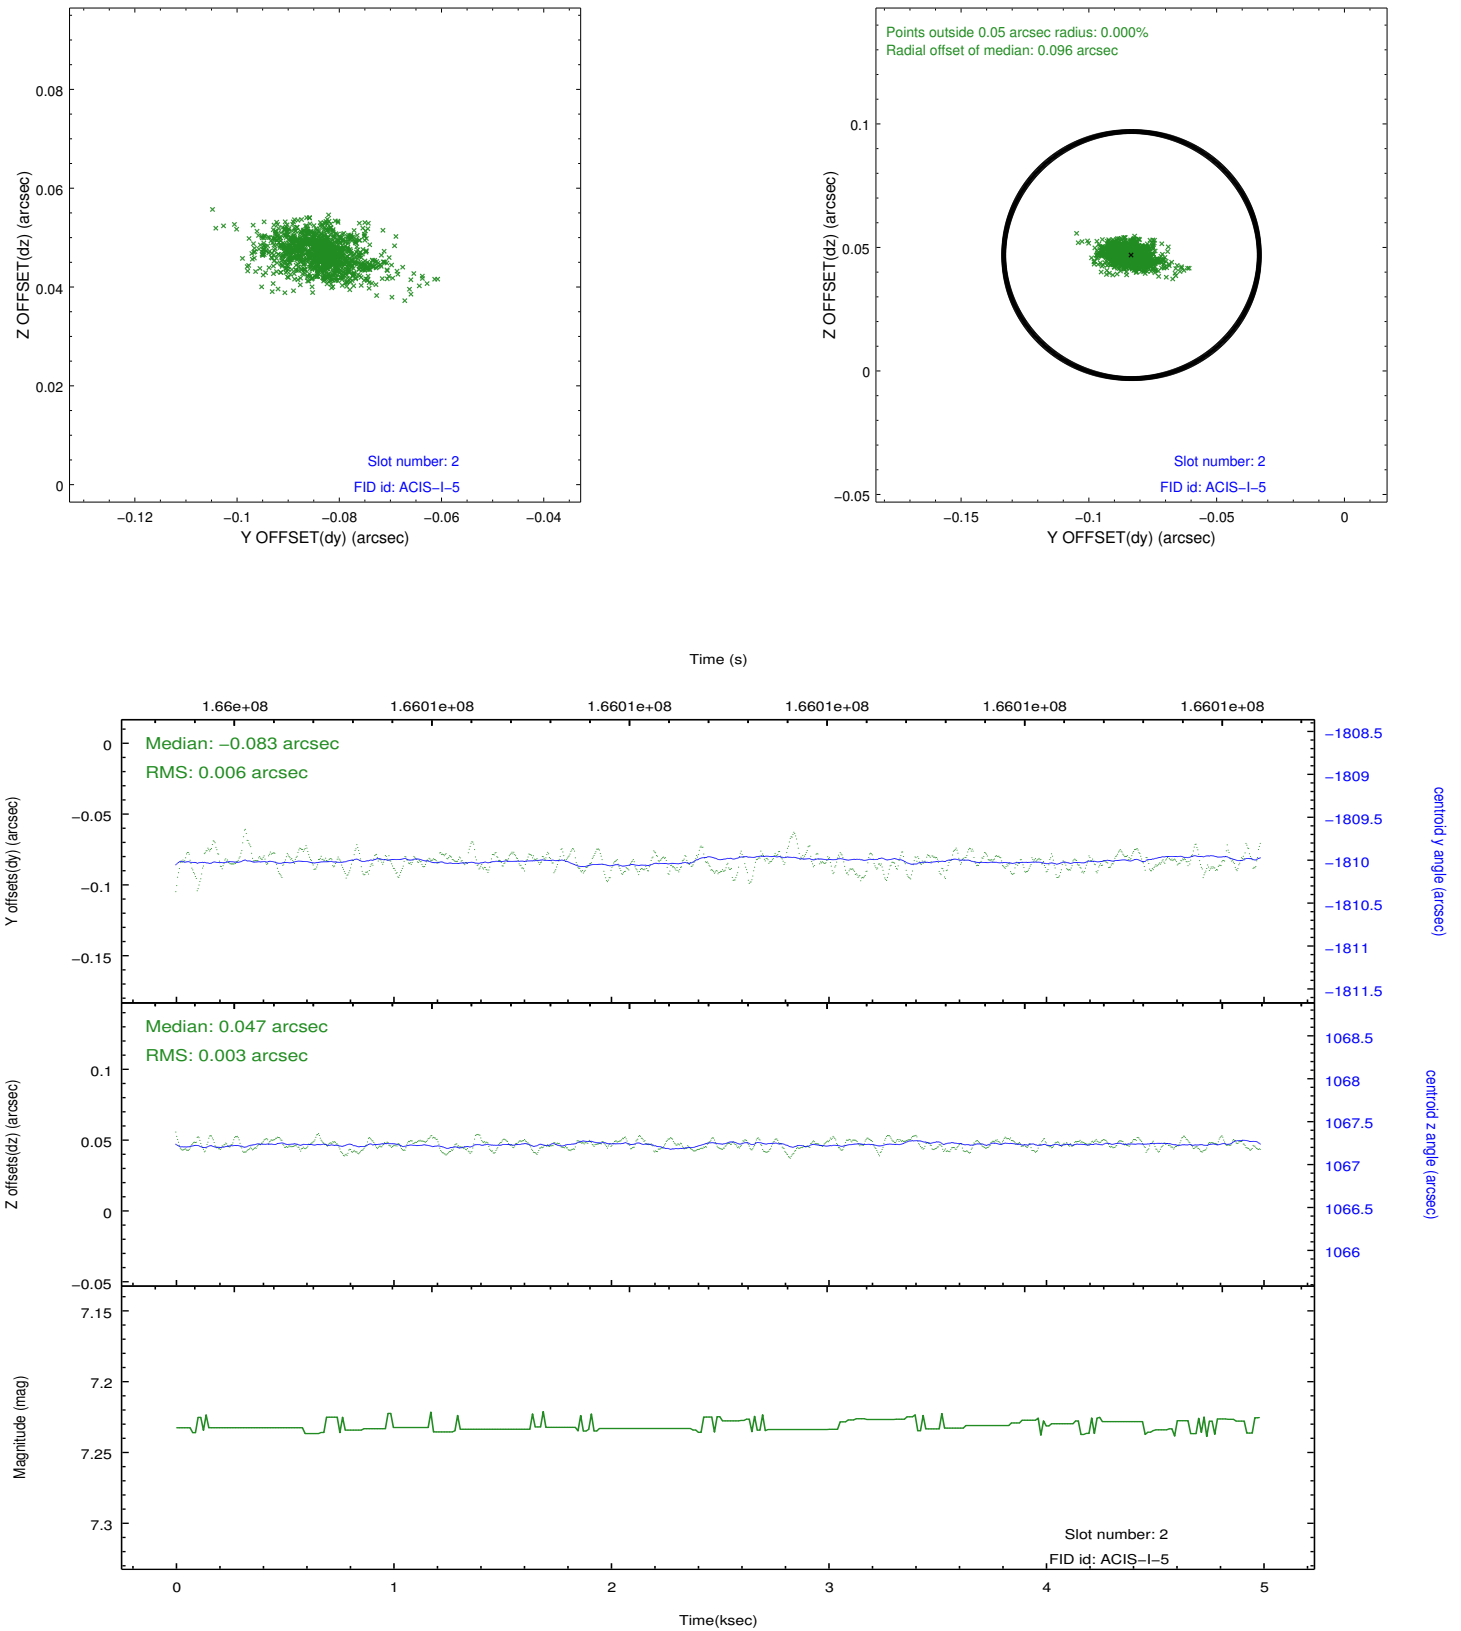 0.08
0.06
0.04
0.02
0
Z OFFSET(dz) (arcsec)
−0.12 −0.1 −0.08 −0.06 −0.04
Y OFFSET(dy) (arcsec)
Slot number: 2
FID id: ACIS−I−5
Points outside 0.05 arcsec radius: 0.000%
Radial offset of median: 0.096 arcsec
0.1
0.05
0
−0.05
Z OFFSET(dz) (arcsec)
−0.15 −0.1 −0.05 0
Y OFFSET(dy) (arcsec)
Slot number: 2
FID id: ACIS−I−5
Time (s)
1.66e+08 1.6601e+08 1.6601e+08 1.6601e+08 1.6601e+08 1.6601e+08
Median: −0.083 arcsec
RMS: 0.006 arcsec
0
−0.05
−0.1
−0.15
Y offsets(dy) (arcsec)
−1808.5
−1809
−1809.5
−1810
−1810.5
−1811
−1811.5
centroid y angle (arcsec)
Median: 0.047 arcsec
RMS: 0.003 arcsec
0.1
0.05
0
−0.05
Z offsets(dz) (arcsec)
1068.5
1068
1067.5
1067
1066.5
1066
centroid z angle (arcsec)
7.15
7.2
7.25
7.3
Magnitude (mag)
Slot number: 2
FID id: ACIS−I−5
0 1 2 3 4 5
Time(ksec)